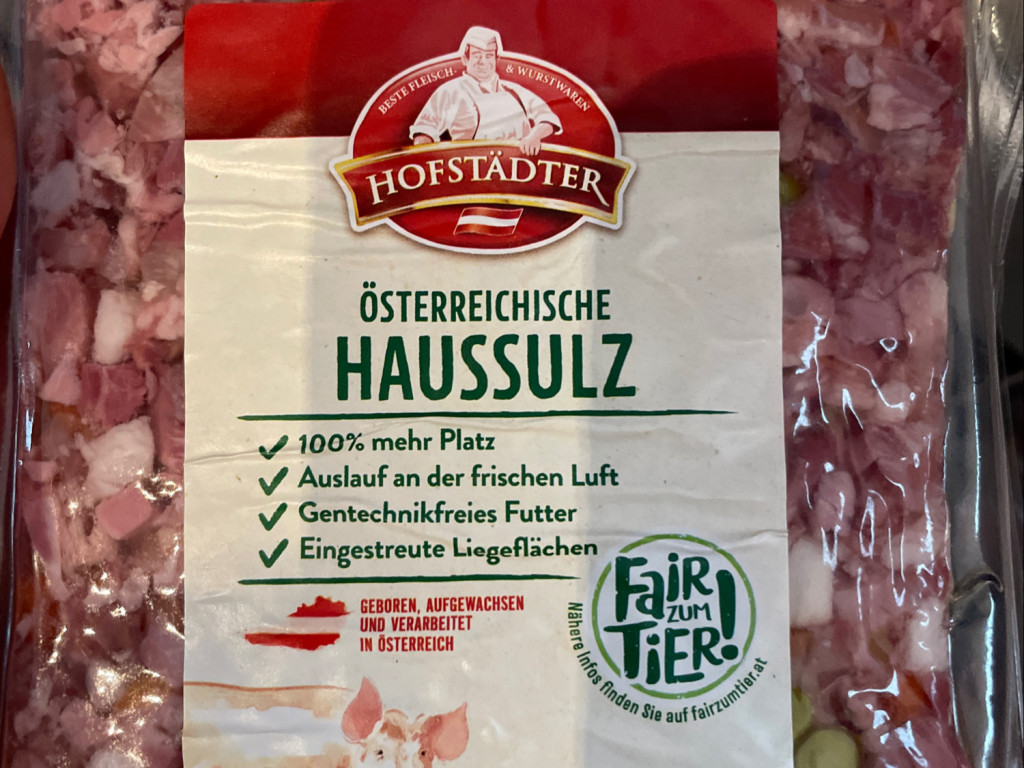 BESTE FLEISCH- & WURSTWAREN
HOFSTÄDTER
ÖSTERREICHISCHE
HAUSSULZ
100% mehr Platz
Auslauf an der frischen Luft
Gentechnikfreies Futter
Eingestreute Liegeflächen
GEBOREN, AUFGEWACHSEN
UND VERARBEITET
IN ÖSTERREICH
FaiR
ZUM
TiER!
Nähere Infos finden Sie auf fairzumtier.at